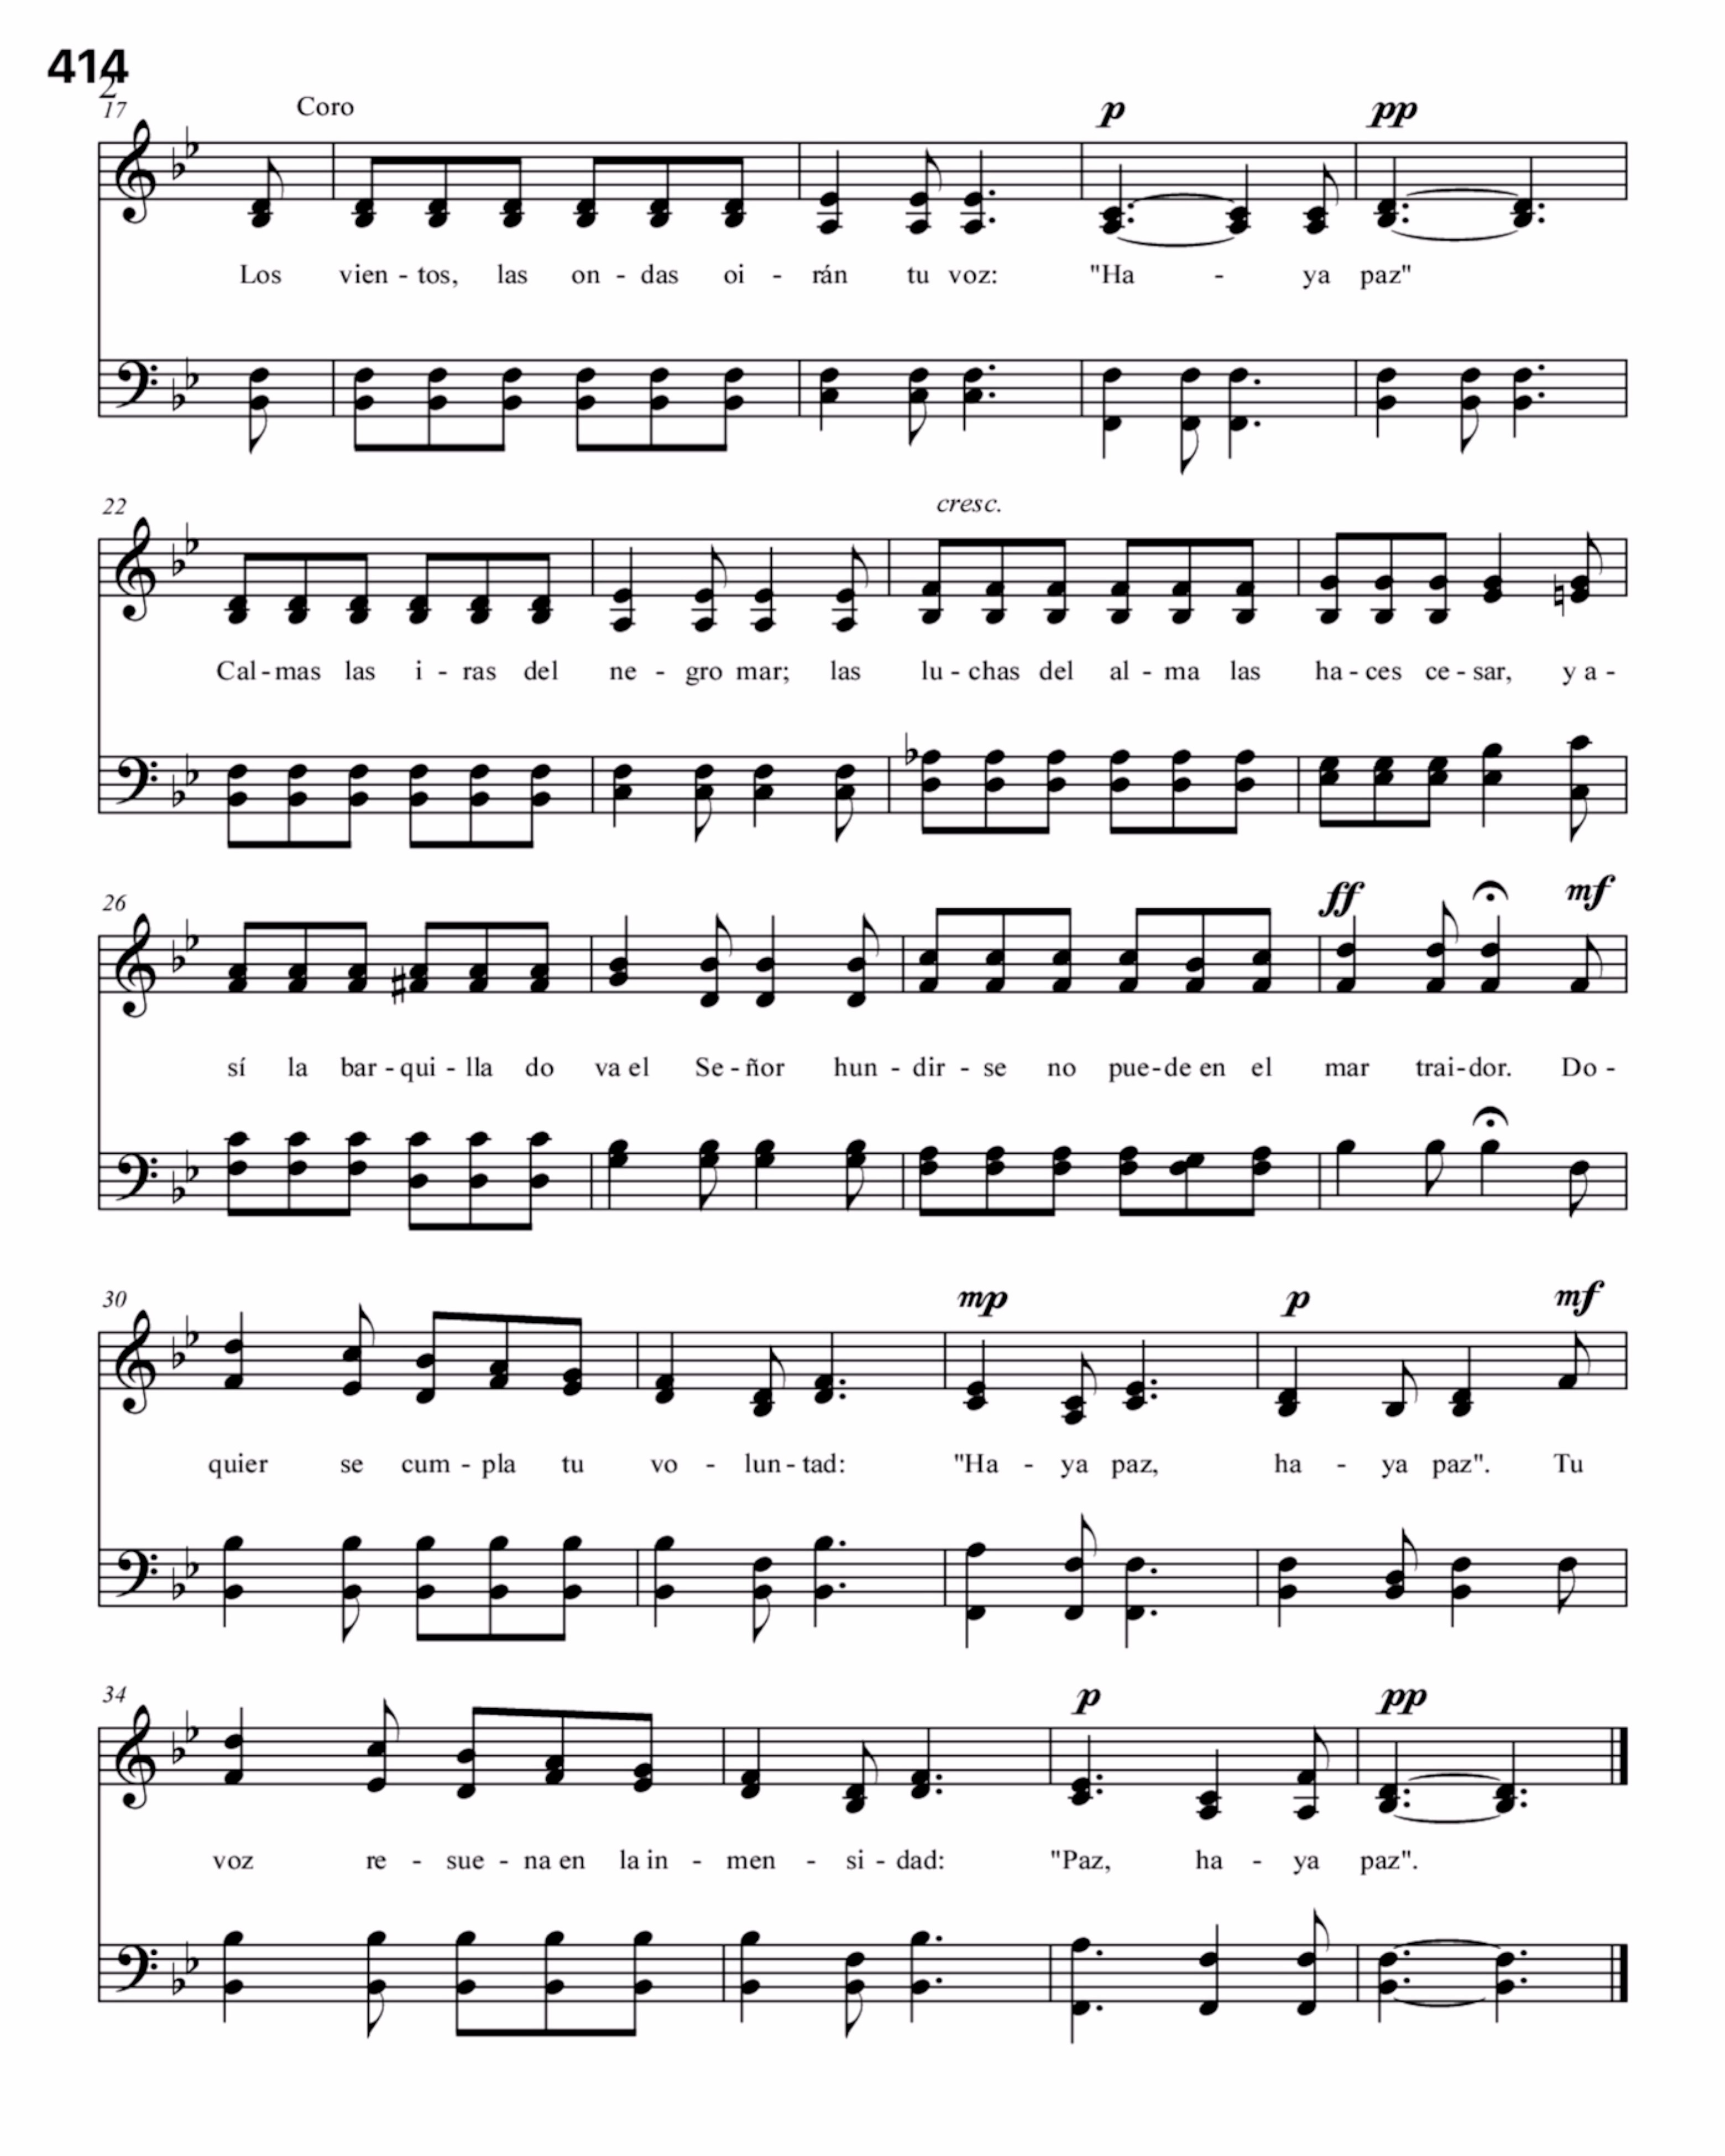 414
2
17
Coro
p pp
Los vien - tos, las on - das oi - rán tu voz: "Ha - ya paz"
22
cresc.
Cal - mas las i - ras del ne - gro mar; las lu - chas del al - ma las ha - ces ce - sar, y a -
26
ff mf
sí la bar - qui - lla do va el Se - ñor hun - dir - se no pue - de en el mar trai - dor. Do -
30
mp p mf
quier se cum - pla tu vo - lun - tad: "Ha - ya paz, ha - ya paz". Tu
34
p pp
voz re - sue - na en la in - men - si - dad: "Paz, ha - ya paz".